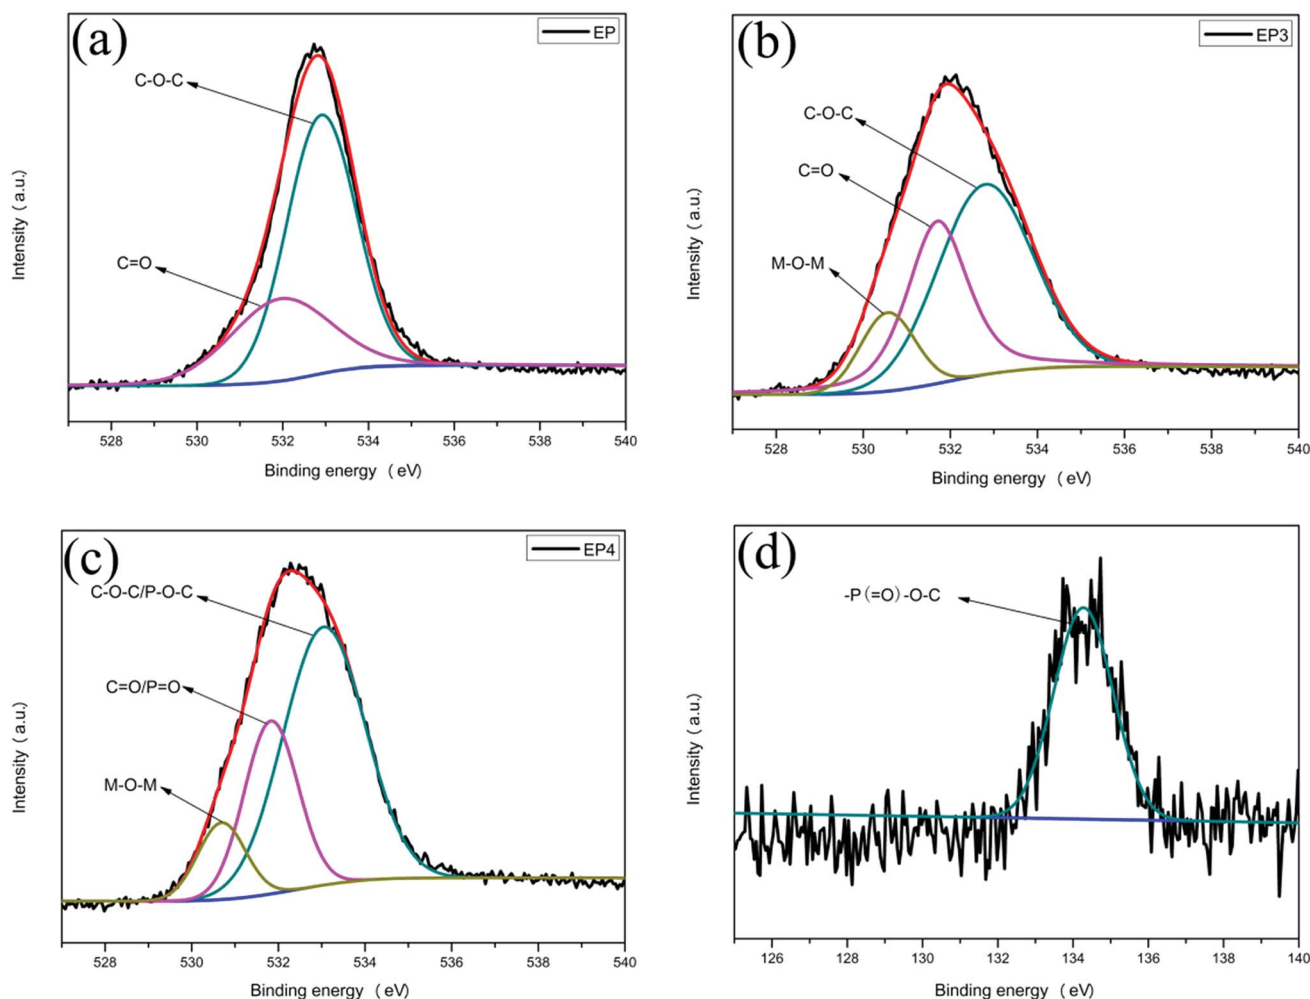 (a)
EP
C-O-C
C=O
Intensity (a.u.)
528 530 532 534 536 538 540
Binding energy (eV)
(b)
EP3
C-O-C
C=O
M-O-M
Intensity (a.u.)
528 530 532 534 536 538 540
Binding energy (eV)
(c)
EP4
C-O-C/P-O-C
C=O/P=O
M-O-M
Intensity (a.u.)
528 530 532 534 536 538 540
Binding energy (eV)
(d)
-P(=O)-O-C
Intensity (a.u.)
126 128 130 132 134 136 138 140
Binding energy (eV)